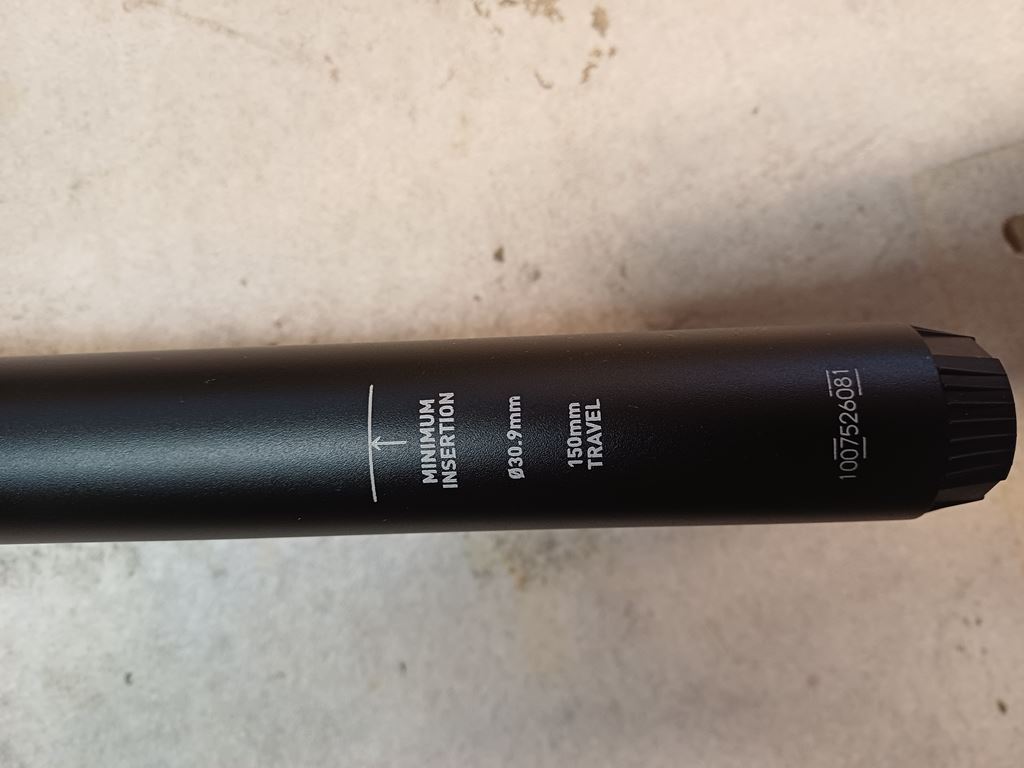 MINIMUM
INSERTION
Ø30.9mm
150mm
TRAVEL
1007526081